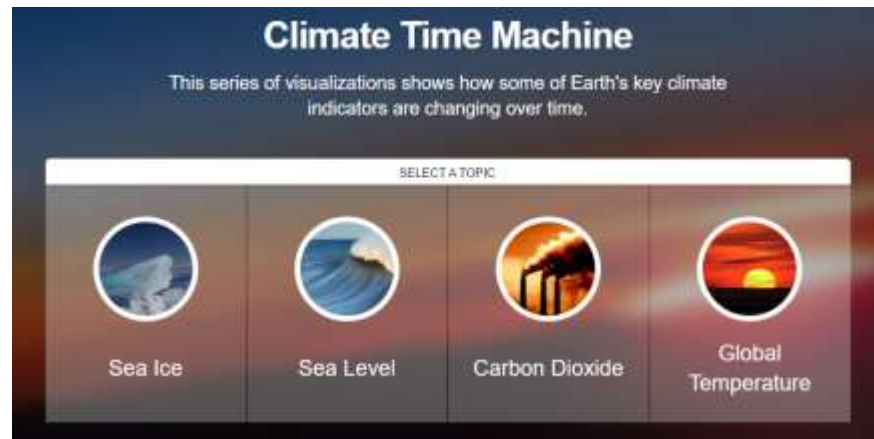 Climate Time Machine
This series of visualizations shows how some of Earth's key climate
indicators are changing over time.
SELECT A TOPIC
Sea Ice
Sea Level
Carbon Dioxide
Global
Temperature